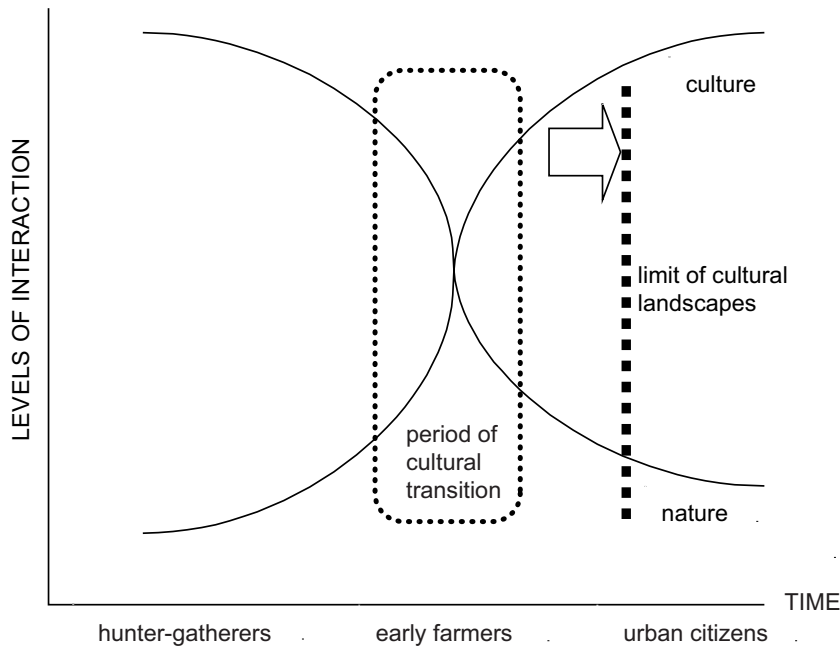 LEVELS OF INTERACTION
culture
limit of cultural
landscapes
period of
cultural
transition
nature
TIME
hunter-gatherers
early farmers
urban citizens